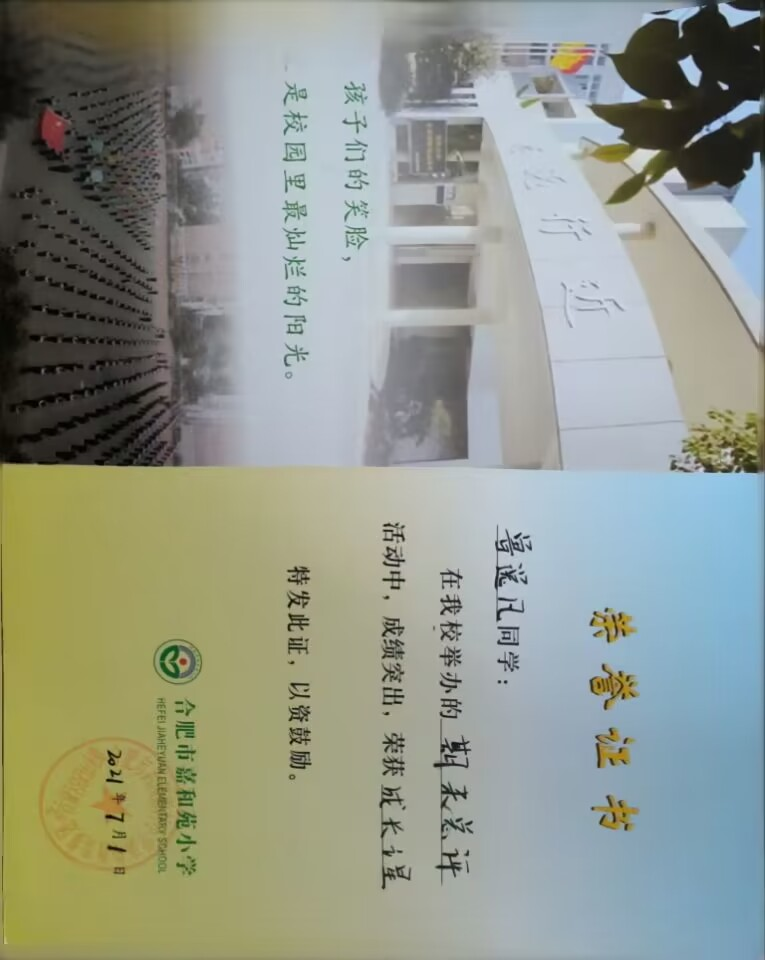 孩子们的笑脸，
是校园里最灿烂的阳光。
行近
荣誉证书
同学：
在我校举办的期末总评
活动中，成绩突出，荣获成长之星
特发此证，以资鼓励。
合肥市嘉和苑小学
HEFEI JIAHEYUAN ELEMENTARY SCHOOL
2021年7月1日